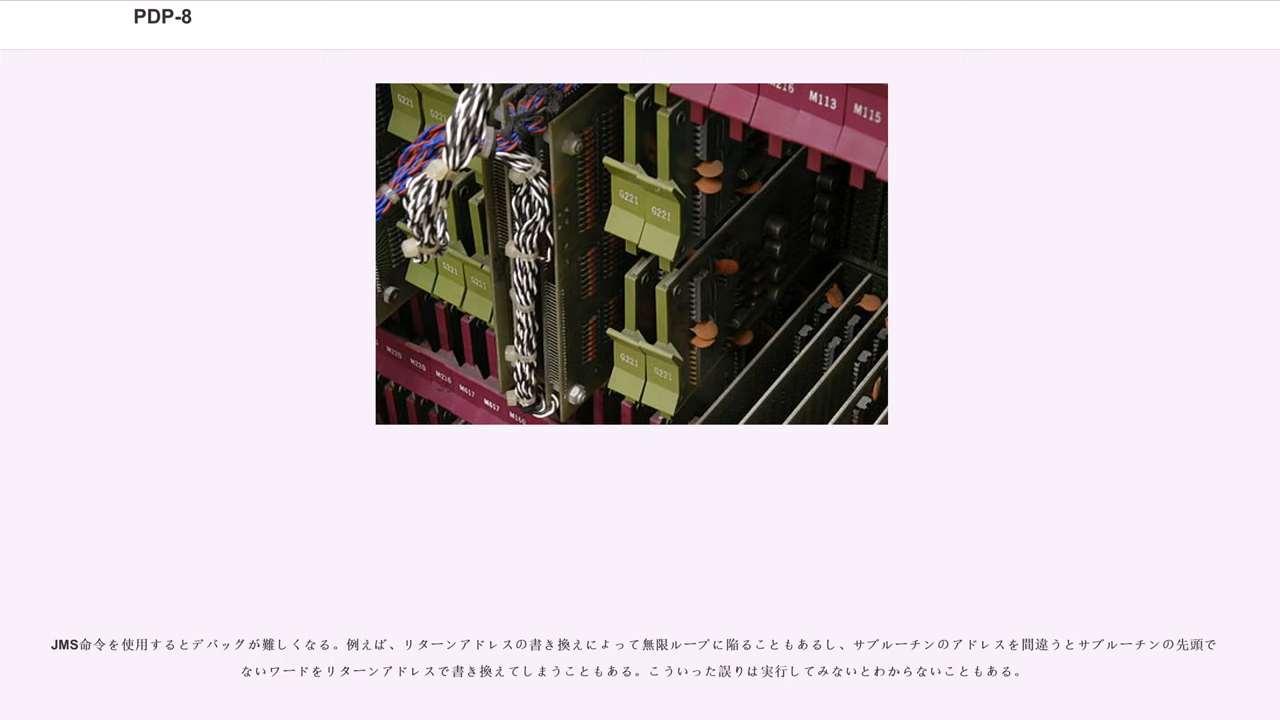 PDP-8
G221
G221
M216
M113
M115
G221
G221
G221
G221
M220
M220
M216
M617
M617
M160
G221
G221
JMS命令を使用するとデバッグが難しくなる。例えば、リターンアドレスの書き換えによって無限ループに陥ることもあるし、サブルーチンのアドレスを間違うとサブルーチンの先頭で
ないワードをリターンアドレスで書き換えてしまうこともある。こういった誤りは実行してみないとわからないこともある。